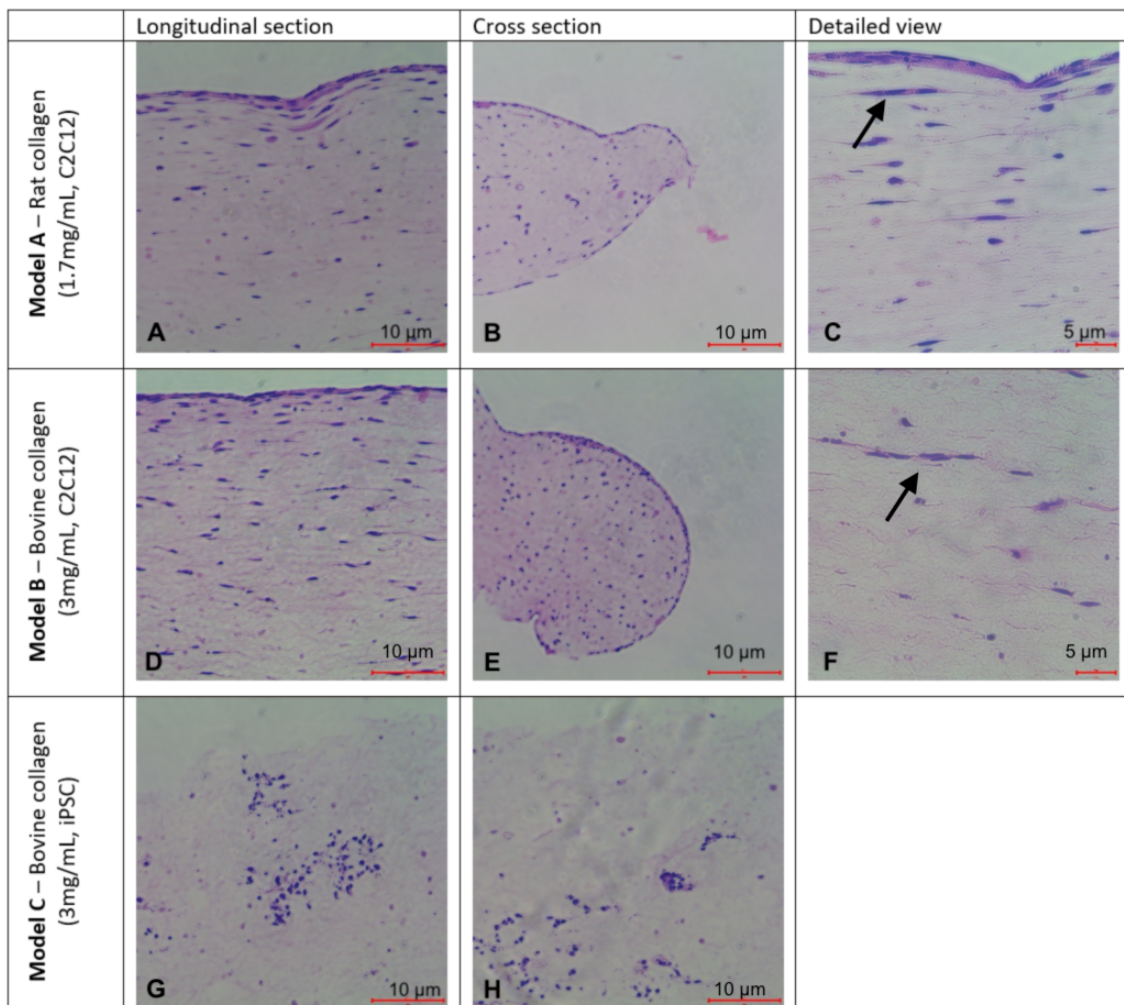 Longitudinal section
Cross section
Detailed view
Model A – Rat collagen
(1.7mg/mL, C2C12)
A
10 µm
B
10 µm
C
5 µm
Model B – Bovine collagen
(3mg/mL, C2C12)
D
10 µm
E
10 µm
F
5 µm
Model C – Bovine collagen
(3mg/mL, iPSC)
G
10 µm
H
10 µm